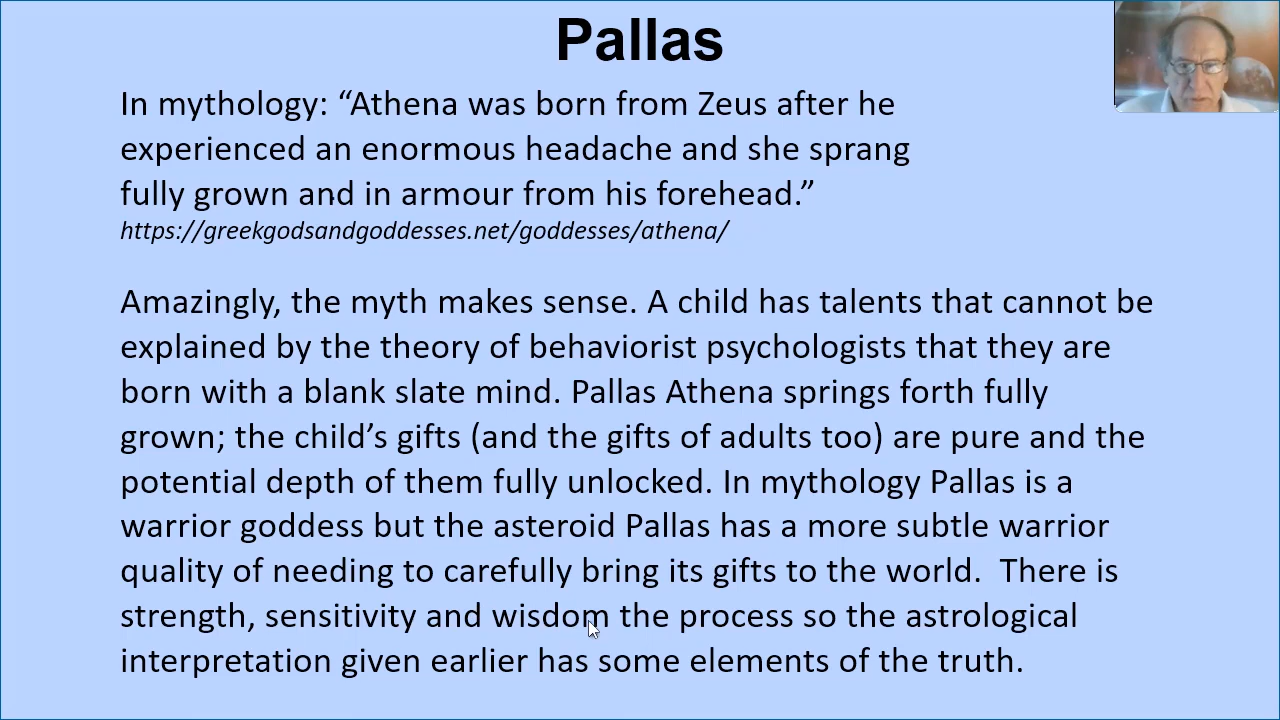 Pallas
In mythology: “Athena was born from Zeus after he
experienced an enormous headache and she sprang
fully grown and in armour from his forehead.”
https://greekgodsandgoddesses.net/goddesses/athena/
Amazingly, the myth makes sense. A child has talents that cannot be
explained by the theory of behaviorist psychologists that they are
born with a blank slate mind. Pallas Athena springs forth fully
grown; the child’s gifts (and the gifts of adults too) are pure and the
potential depth of them fully unlocked. In mythology Pallas is a
warrior goddess but the asteroid Pallas has a more subtle warrior
quality of needing to carefully bring its gifts to the world.  There is
strength, sensitivity and wisdom the process so the astrological
interpretation given earlier has some elements of the truth.